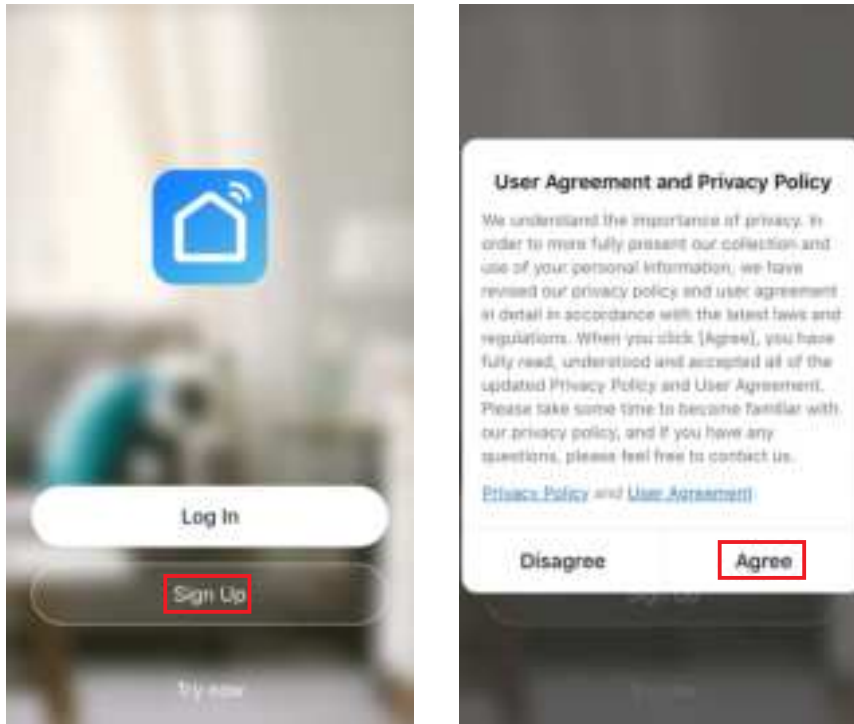 Log In
Sign Up
Try now
User Agreement and Privacy Policy
We understand the importance of privacy. In
order to more fully present our collection and
use of your personal information, we have
revised our privacy policy and user agreement
in detail in accordance with the latest laws and
regulations. When you click [Agree], you have
fully read, understood and accepted all of the
updated Privacy Policy and User Agreement.
Please take some time to become familiar with
our privacy policy, and if you have any
questions, please feel free to contact us.
Privacy Policy and User Agreement
Disagree
Agree
Sign Up